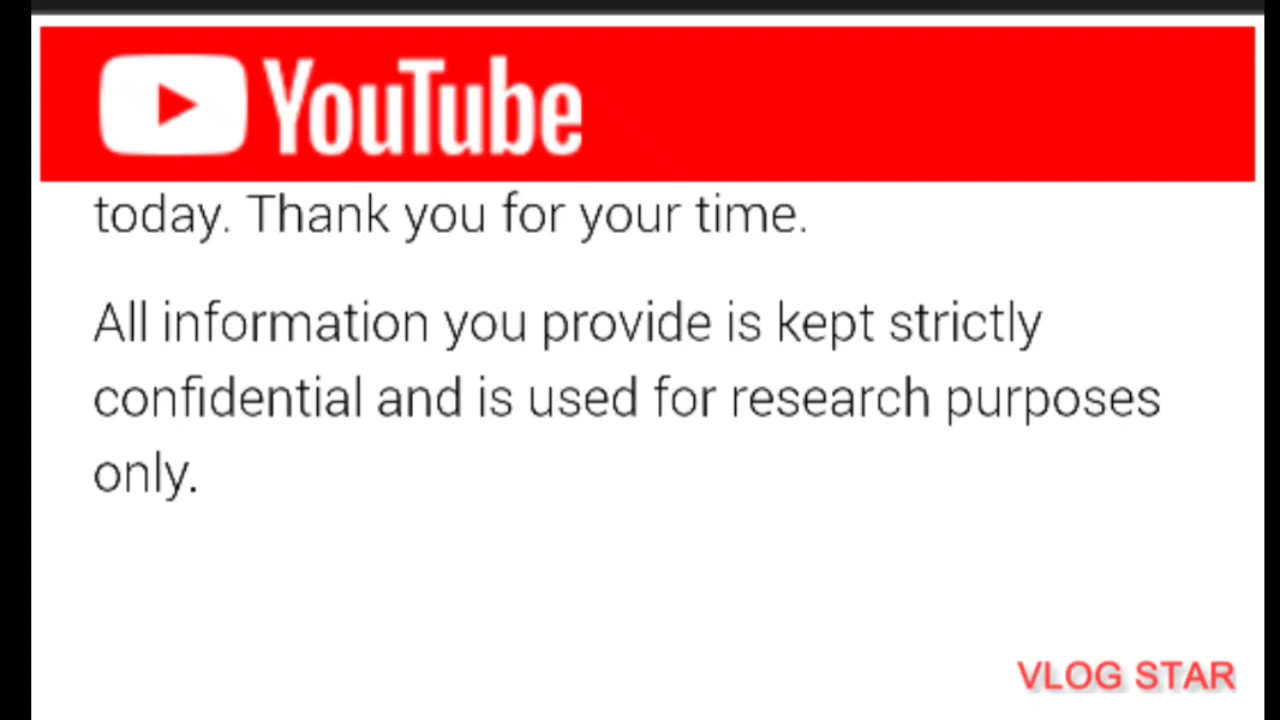 YouTube
today. Thank you for your time.
All information you provide is kept strictly
confidential and is used for research purposes
only.
VLOG STAR